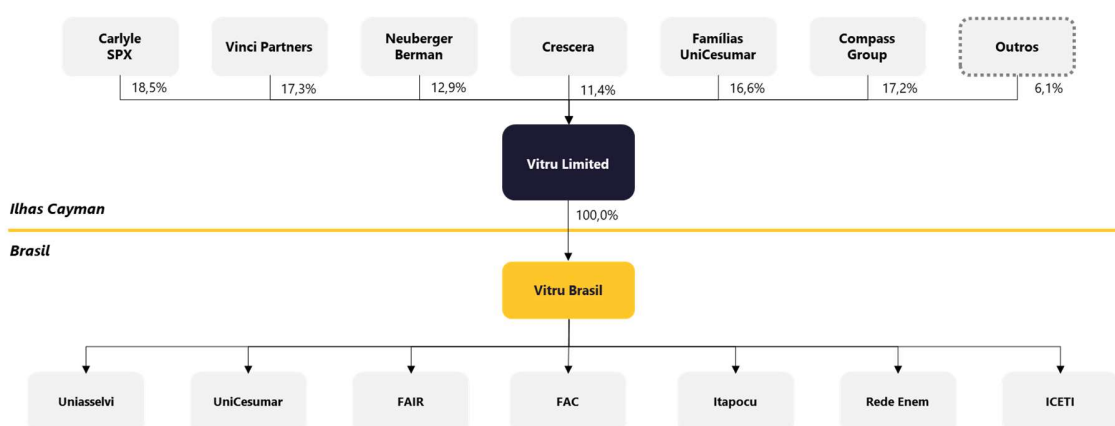 Carlyle
SPX
Vinci Partners
Neuberger
Berman
Crescera
Famílias
UniCesumar
Compass
Group
Outros
18,5%
17,3%
12,9%
11,4%
16,6%
17,2%
6,1%
Vitru Limited
Ilhas Cayman
100,0%
Brasil
Vitru Brasil
Uniasselvi
UniCesumar
FAIR
FAC
Itapocu
Rede Enem
ICETI